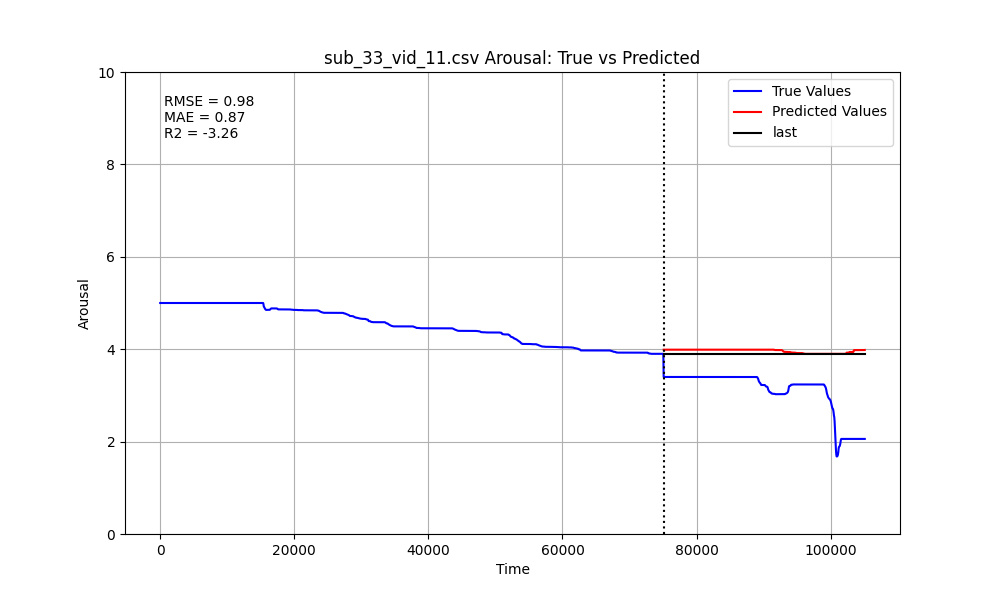 sub_33_vid_11.csv Arousal: True vs Predicted
RMSE = 0.98
MAE = 0.87
R2 = -3.26
True Values
Predicted Values
last
10
8
6
4
2
0
Arousal
0
20000
40000
60000
80000
100000
Time